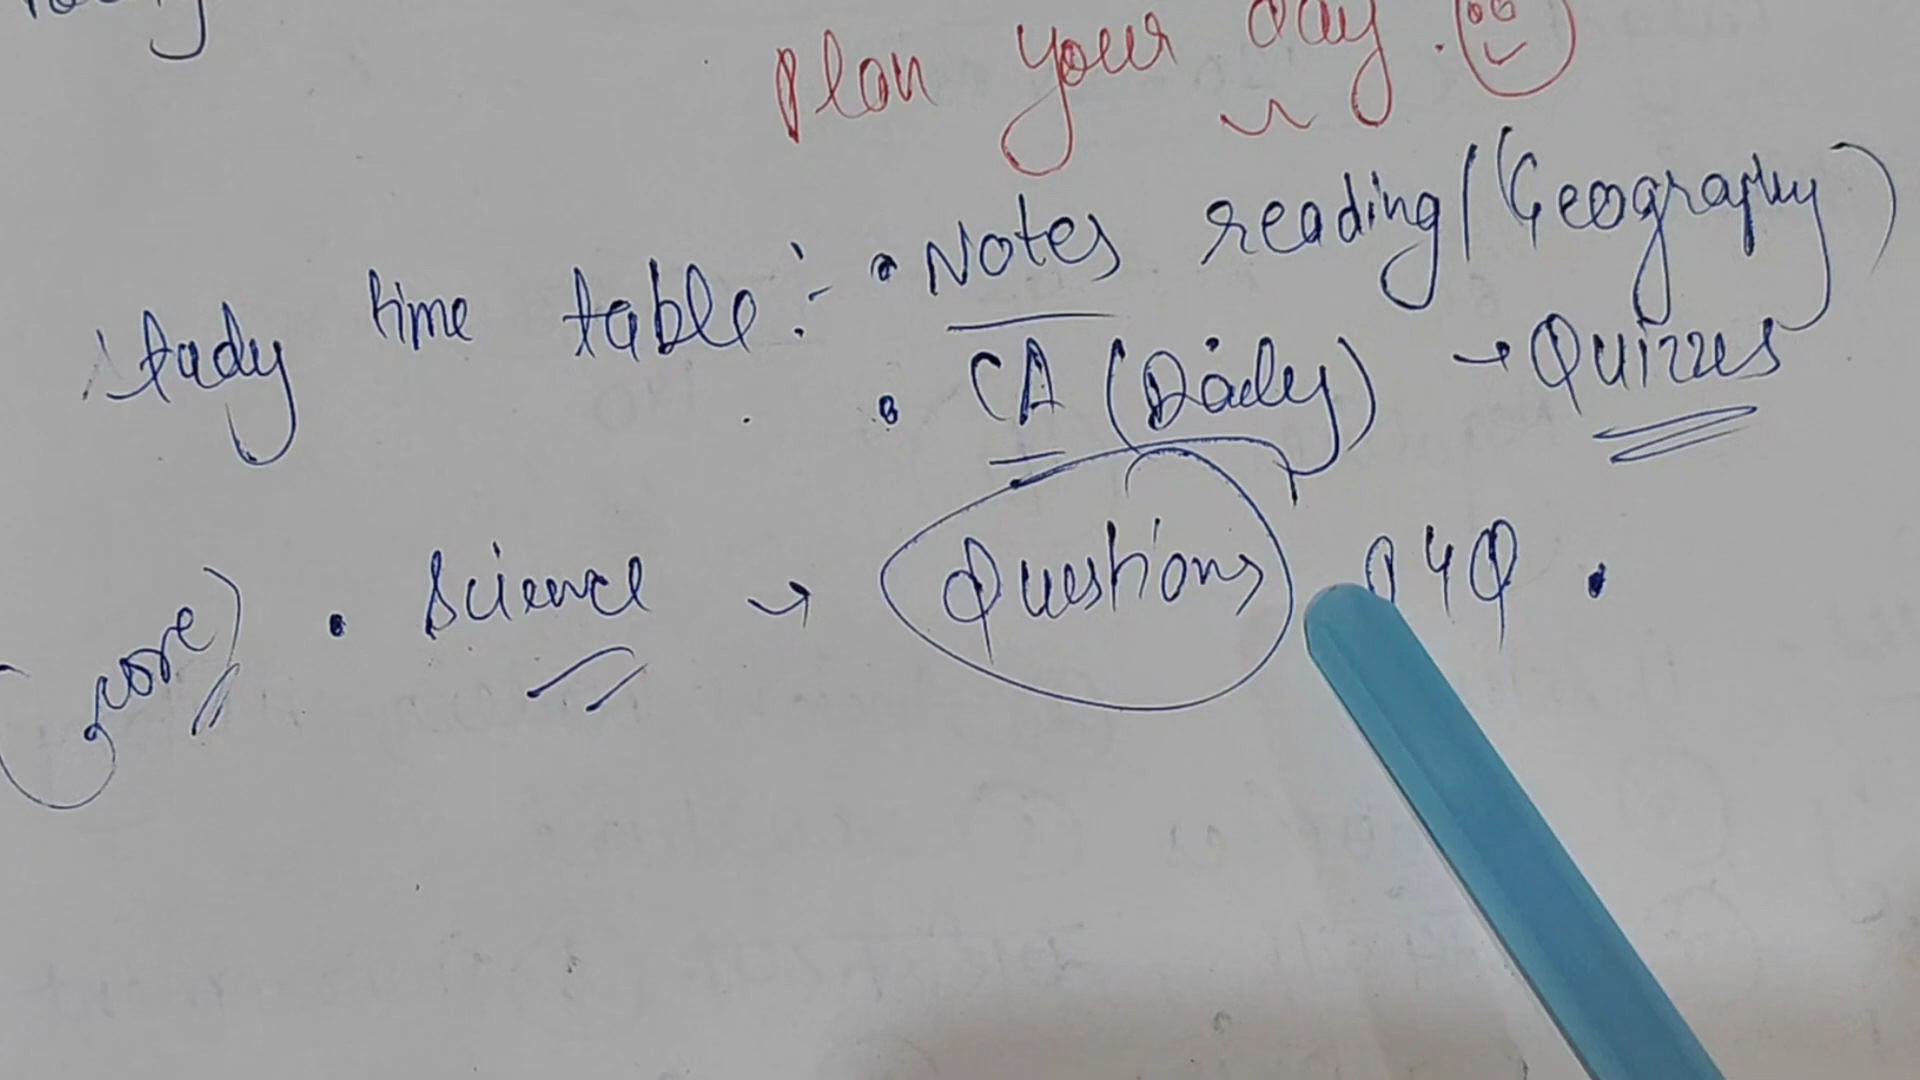 Plan your day.
Study time table :- • Notes reading/(Geography)
• CA (Daily) → Quizzes
• Science → Questions PYQ.